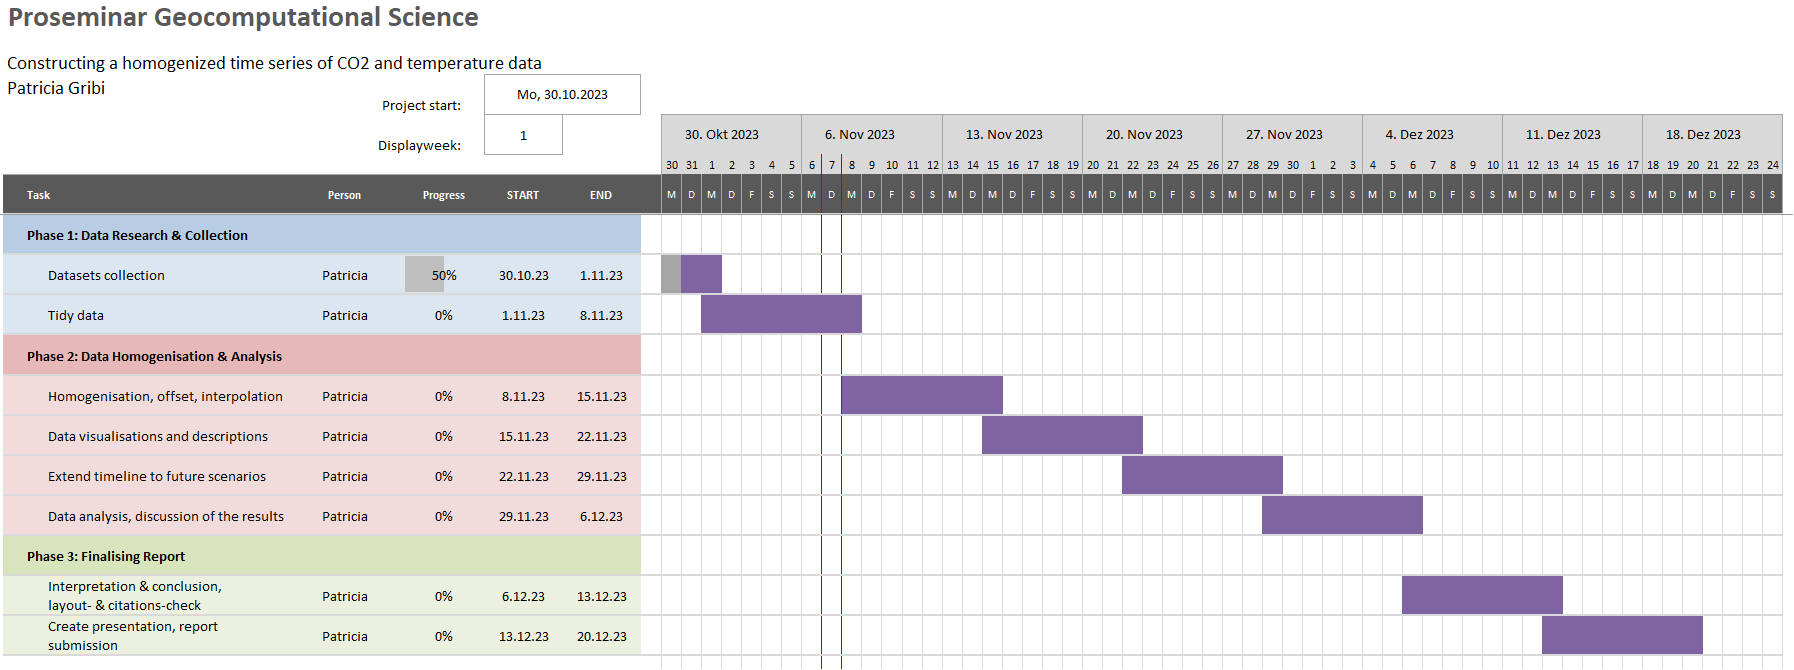 Proseminar Geocomputational Science
Constructing a homogenized time series of CO2 and temperature data
Patricia Gribi
Project start: Mo, 30.10.2023
Displayweek: 1
30. Okt 2023 6. Nov 2023 13. Nov 2023 20. Nov 2023 27. Nov 2023 4. Dez 2023 11. Dez 2023 18. Dez 2023
30 31 1 2 3 4 5 6 7 8 9 10 11 12 13 14 15 16 17 18 19 20 21 22 23 24 25 26 27 28 29 30 1 2 3 4 5 6 7 8 9 10 11 12 13 14 15 16 17 18 19 20 21 22 23 24
Task Person Progress START END M D M D F S S M D M D F S S M D M D F S S M D M D F S S M D M D F S S M D M D F S S M D M D F S S M D M D F S S
Phase 1: Data Research & Collection
Datasets collection Patricia 50% 30.10.23 1.11.23
Tidy data Patricia 0% 1.11.23 8.11.23
Phase 2: Data Homogenisation & Analysis
Homogenisation, offset, interpolation Patricia 0% 8.11.23 15.11.23
Data visualisations and descriptions Patricia 0% 15.11.23 22.11.23
Extend timeline to future scenarios Patricia 0% 22.11.23 29.11.23
Data analysis, discussion of the results Patricia 0% 29.11.23 6.12.23
Phase 3: Finalising Report
Interpretation & conclusion,
layout- & citations-check Patricia 0% 6.12.23 13.12.23
Create presentation, report
submission Patricia 0% 13.12.23 20.12.23